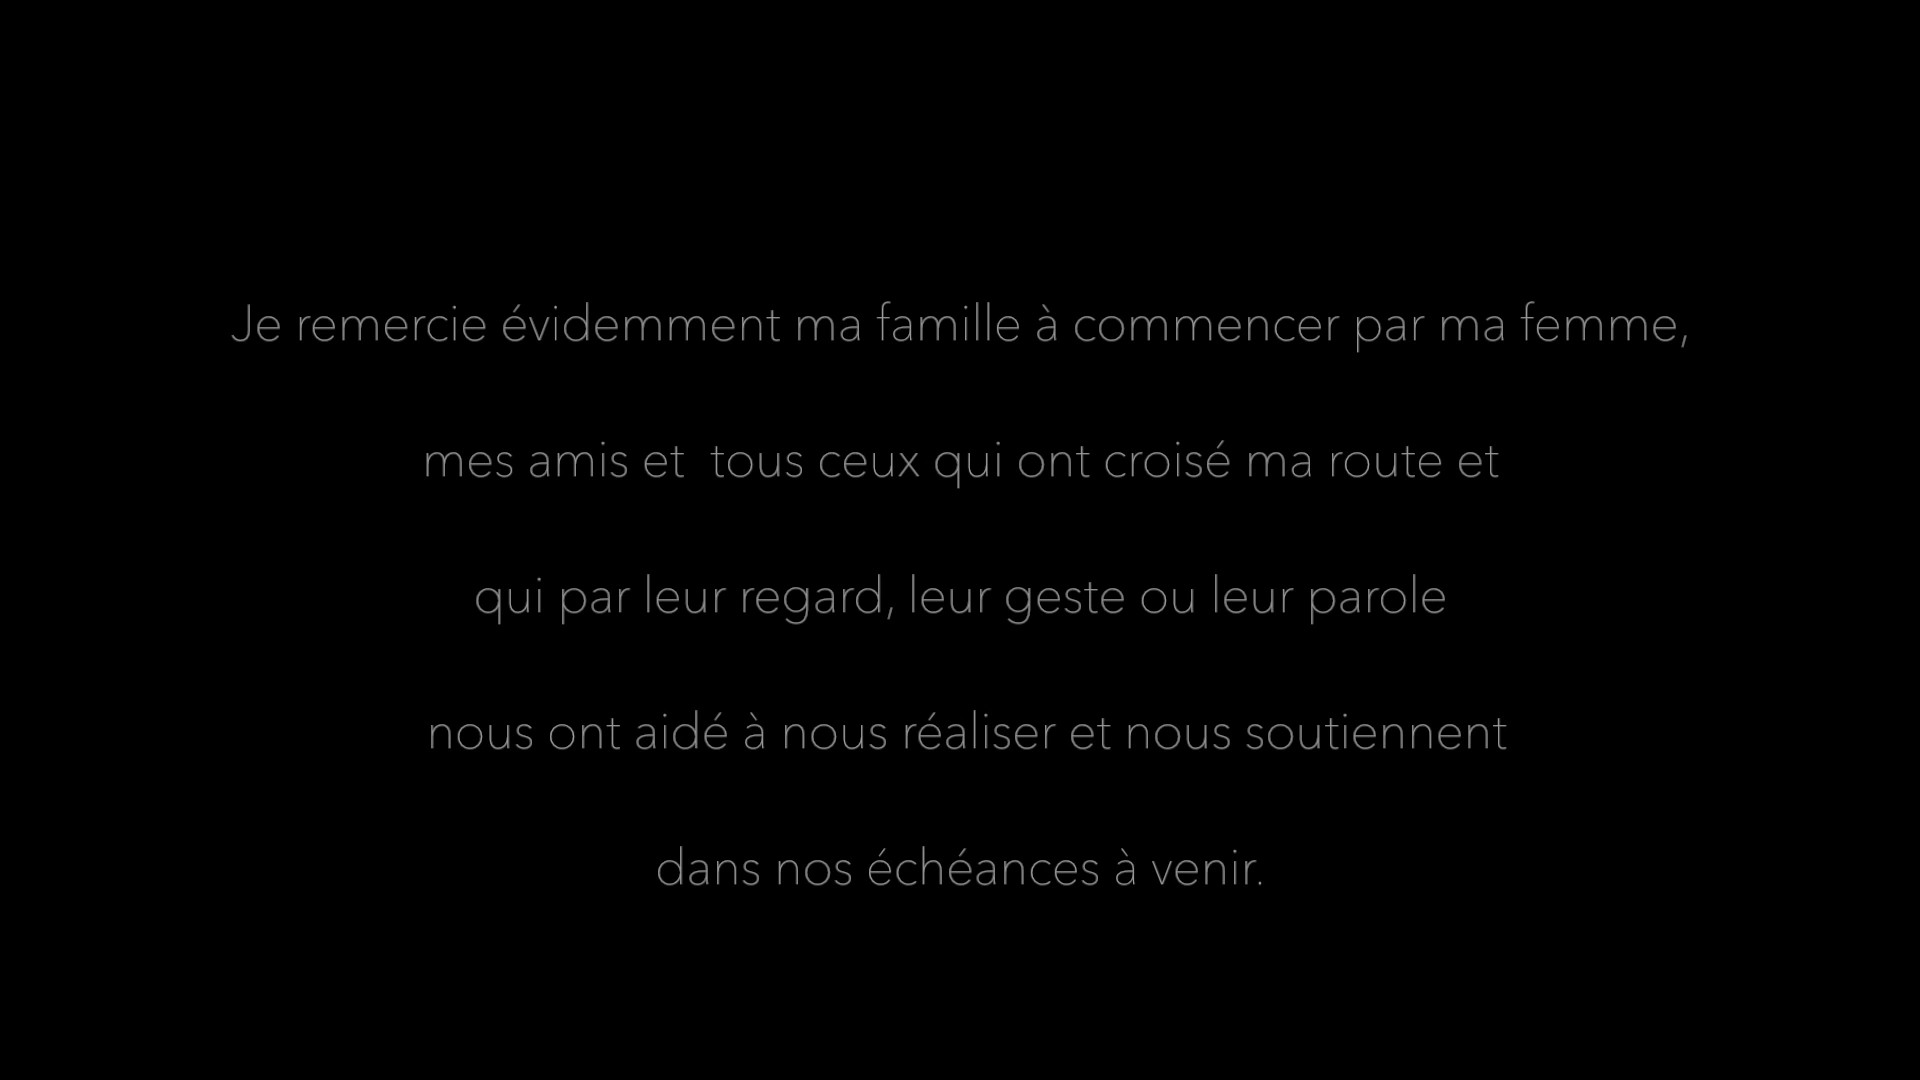 Je remercie évidemment ma famille à commencer par ma femme,
mes amis et  tous ceux qui ont croisé ma route et
qui par leur regard, leur geste ou leur parole
nous ont aidé à nous réaliser et nous soutiennent
dans nos échéances à venir.